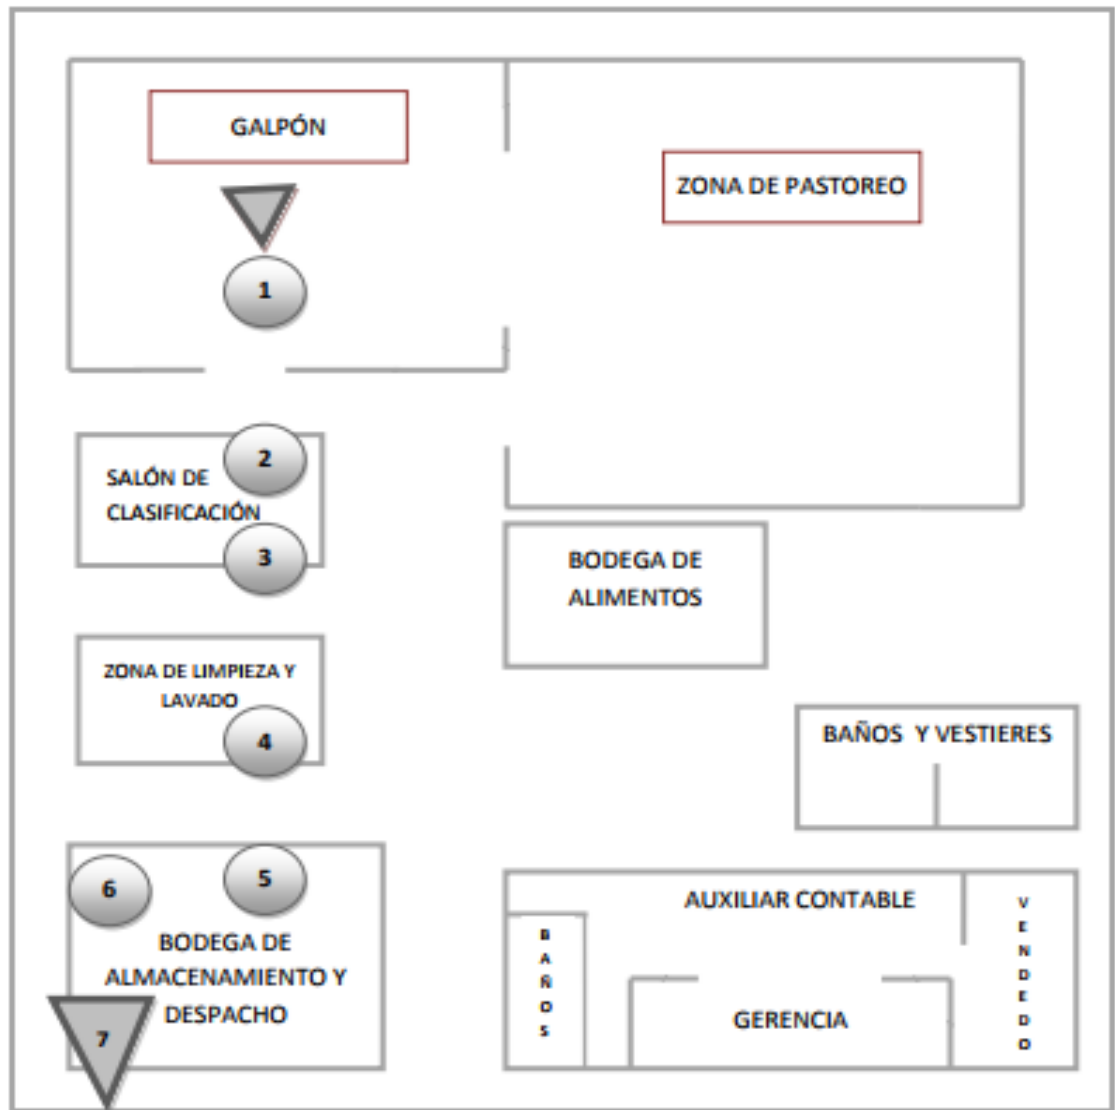 GALPÓN
ZONA DE PASTOREO
1
2
SALÓN DE
CLASIFICACIÓN
3
BODEGA DE
ALIMENTOS
ZONA DE LIMPIEZA Y
LAVADO
4
BAÑOS Y VESTIERES
5
6
BODEGA DE
ALMACENAMIENTO Y
DESPACHO
7
AUXILIAR CONTABLE
BAÑOS
GERENCIA
VENDEDO